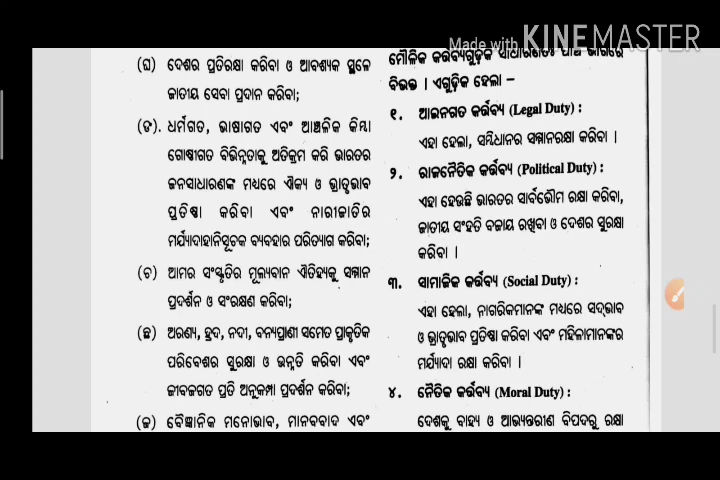 Made with KINEMASTER
(ଘ) ଦେଶର ପ୍ରତିରକ୍ଷା କରିବା ଓ ଆବଶ୍ୟକ ସ୍ଥଳେ
ଜାତୀୟ ସେବା ପ୍ରଦାନ କରିବା;
(ଙ). ଧର୍ମଗତ, ଭାଷାଗତ ଏବଂ ଆଞ୍ଚଳିକ କିମ୍ବା
ଗୋଷ୍ଠୀଗତ ବିଭିନ୍ନତାକୁ ଅତିକ୍ରମ କରି ଭାରତର
ଜନସାଧାରଣଙ୍କ ମଧ୍ୟରେ ଐକ୍ୟ ଓ ଭ୍ରାତୃଭାବ
ପ୍ରତିଷ୍ଠା କରିବା ଏବଂ ନାରୀଜାତିର
ମର୍ଯ୍ୟାଦାହାନିସୂଚକ ବ୍ୟବହାର ପରିତ୍ୟାଗ କରିବା;
(ଚ) ଆମର ସଂସ୍କୃତିର ମୂଲ୍ୟବାନ ଐତିହ୍ୟକୁ ସମ୍ମାନ
ପ୍ରଦର୍ଶନ ଓ ସଂରକ୍ଷଣ କରିବା;
(ଛ) ଅରଣ୍ୟ, ହ୍ରଦ, ନଦୀ, ବନ୍ୟପ୍ରାଣୀ ସମେତ ପ୍ରାକୃତିକ
ପରିବେଶର ସୁରକ୍ଷା ଓ ଉନ୍ନତି କରିବା ଏବଂ
ଜୀବଜଗତ ପ୍ରତି ଅନୁକମ୍ପା ପ୍ରଦର୍ଶନ କରିବା;
(ଜ) ବୈଜ୍ଞାନିକ ମନୋଭାବ, ମାନବବାଦ ଏବଂ
ମୌଳିକ କର୍ତ୍ତବ୍ୟଗୁଡ଼ିକ ସାଧାରଣତଃ ପାଞ୍ଚ ଭାଗରେ
ବିଭକ୍ତ । ଏଗୁଡ଼ିକ ହେଲା –
୧. ଆଇନଗତ କର୍ତ୍ତବ୍ୟ (Legal Duty) :
ଏହା ହେଲା, ସମ୍ବିଧାନର ସମ୍ମାନରକ୍ଷା କରିବା ।
୨. ରାଜନୈତିକ କର୍ତ୍ତବ୍ୟ (Political Duty) :
ଏହା ହେଉଛି ଭାରତର ସାର୍ବଭୌମ ରକ୍ଷା କରିବା,
ଜାତୀୟ ସଂହତି ବଜାୟ ରଖିବା ଓ ଦେଶର ସୁରକ୍ଷା
କରିବା ।
୩. ସାମାଜିକ କର୍ତ୍ତବ୍ୟ (Social Duty) :
ଏହା ହେଲା, ନାଗରିକମାନଙ୍କ ମଧ୍ୟରେ ସଦ୍‌ଭାବ
ଓ ଭ୍ରାତୃଭାବ ପ୍ରତିଷ୍ଠା କରିବା ଏବଂ ମହିଳାମାନଙ୍କର
ମର୍ଯ୍ୟାଦା ରକ୍ଷା କରିବା ।
୪. ନୈତିକ କର୍ତ୍ତବ୍ୟ (Moral Duty) :
ଦେଶକୁ ବାହ୍ୟ ଓ ଆଭ୍ୟନ୍ତରୀଣ ବିପଦରୁ ରକ୍ଷା